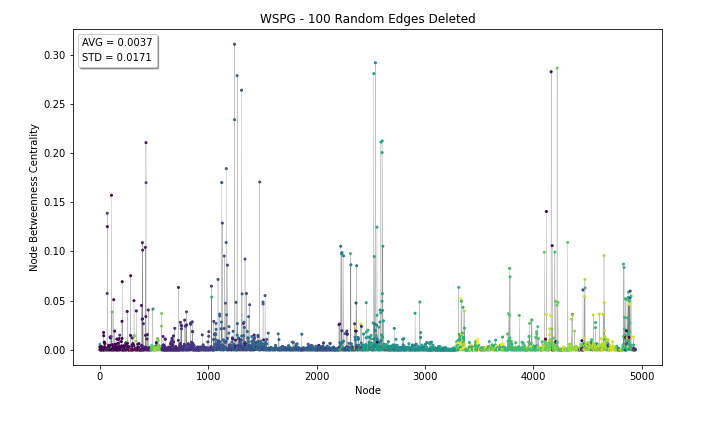 WSPG - 100 Random Edges Deleted
AVG = 0.0037
STD = 0.0171
0.30
0.25
0.20
0.15
0.10
0.05
0.00
Node Betweenness Centrality
0 1000 2000 3000 4000 5000
Node